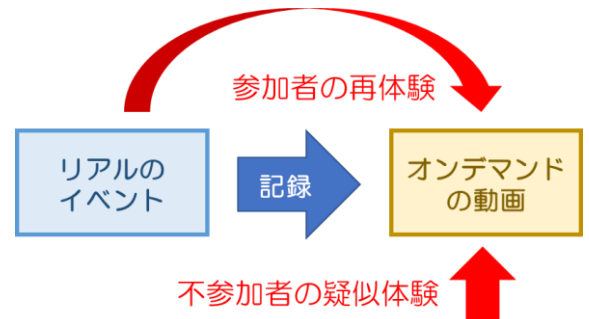 参加者の再体験
リアルの
イベント
記録
オンデマンド
の動画
不参加者の疑似体験